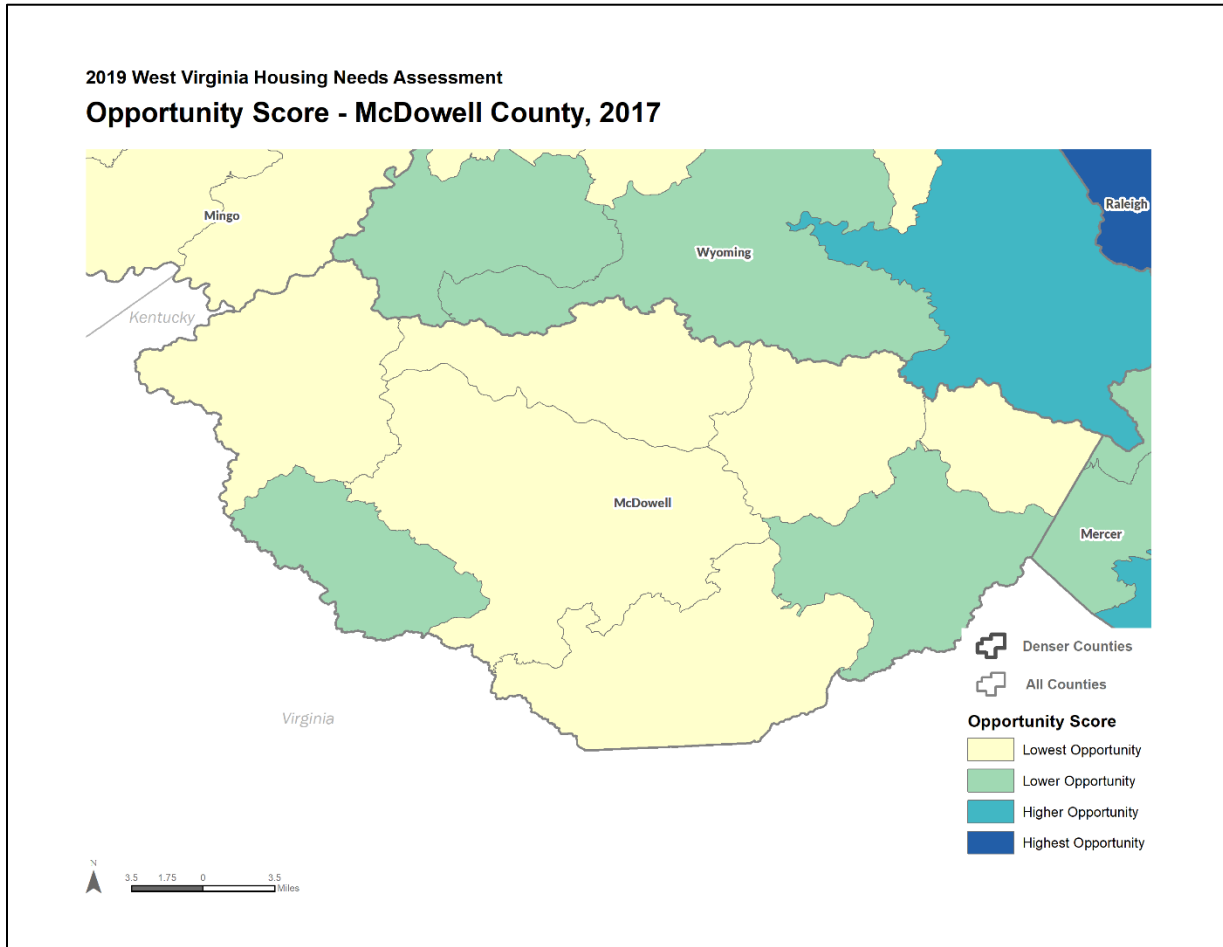 2019 West Virginia Housing Needs Assessment
Opportunity Score - McDowell County, 2017
Raleigh
Mingo
Wyoming
Kentucky
McDowell
Mercer
Denser Counties
All Counties
Virginia
Opportunity Score
Lowest Opportunity
Lower Opportunity
Higher Opportunity
Highest Opportunity
N
3.5 1.75 0 3.5
Miles